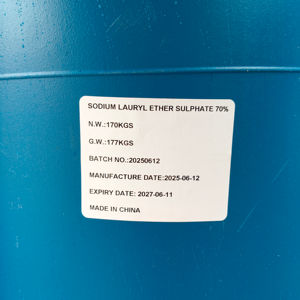 SODIUM LAURYL ETHER SULPHATE 70%
N.W.:170KGS
G.W.:177KGS
BATCH NO.:20250612
MANUFACTURE DATE:2025-06-12
EXPIRY DATE: 2027-06-11
MADE IN CHINA